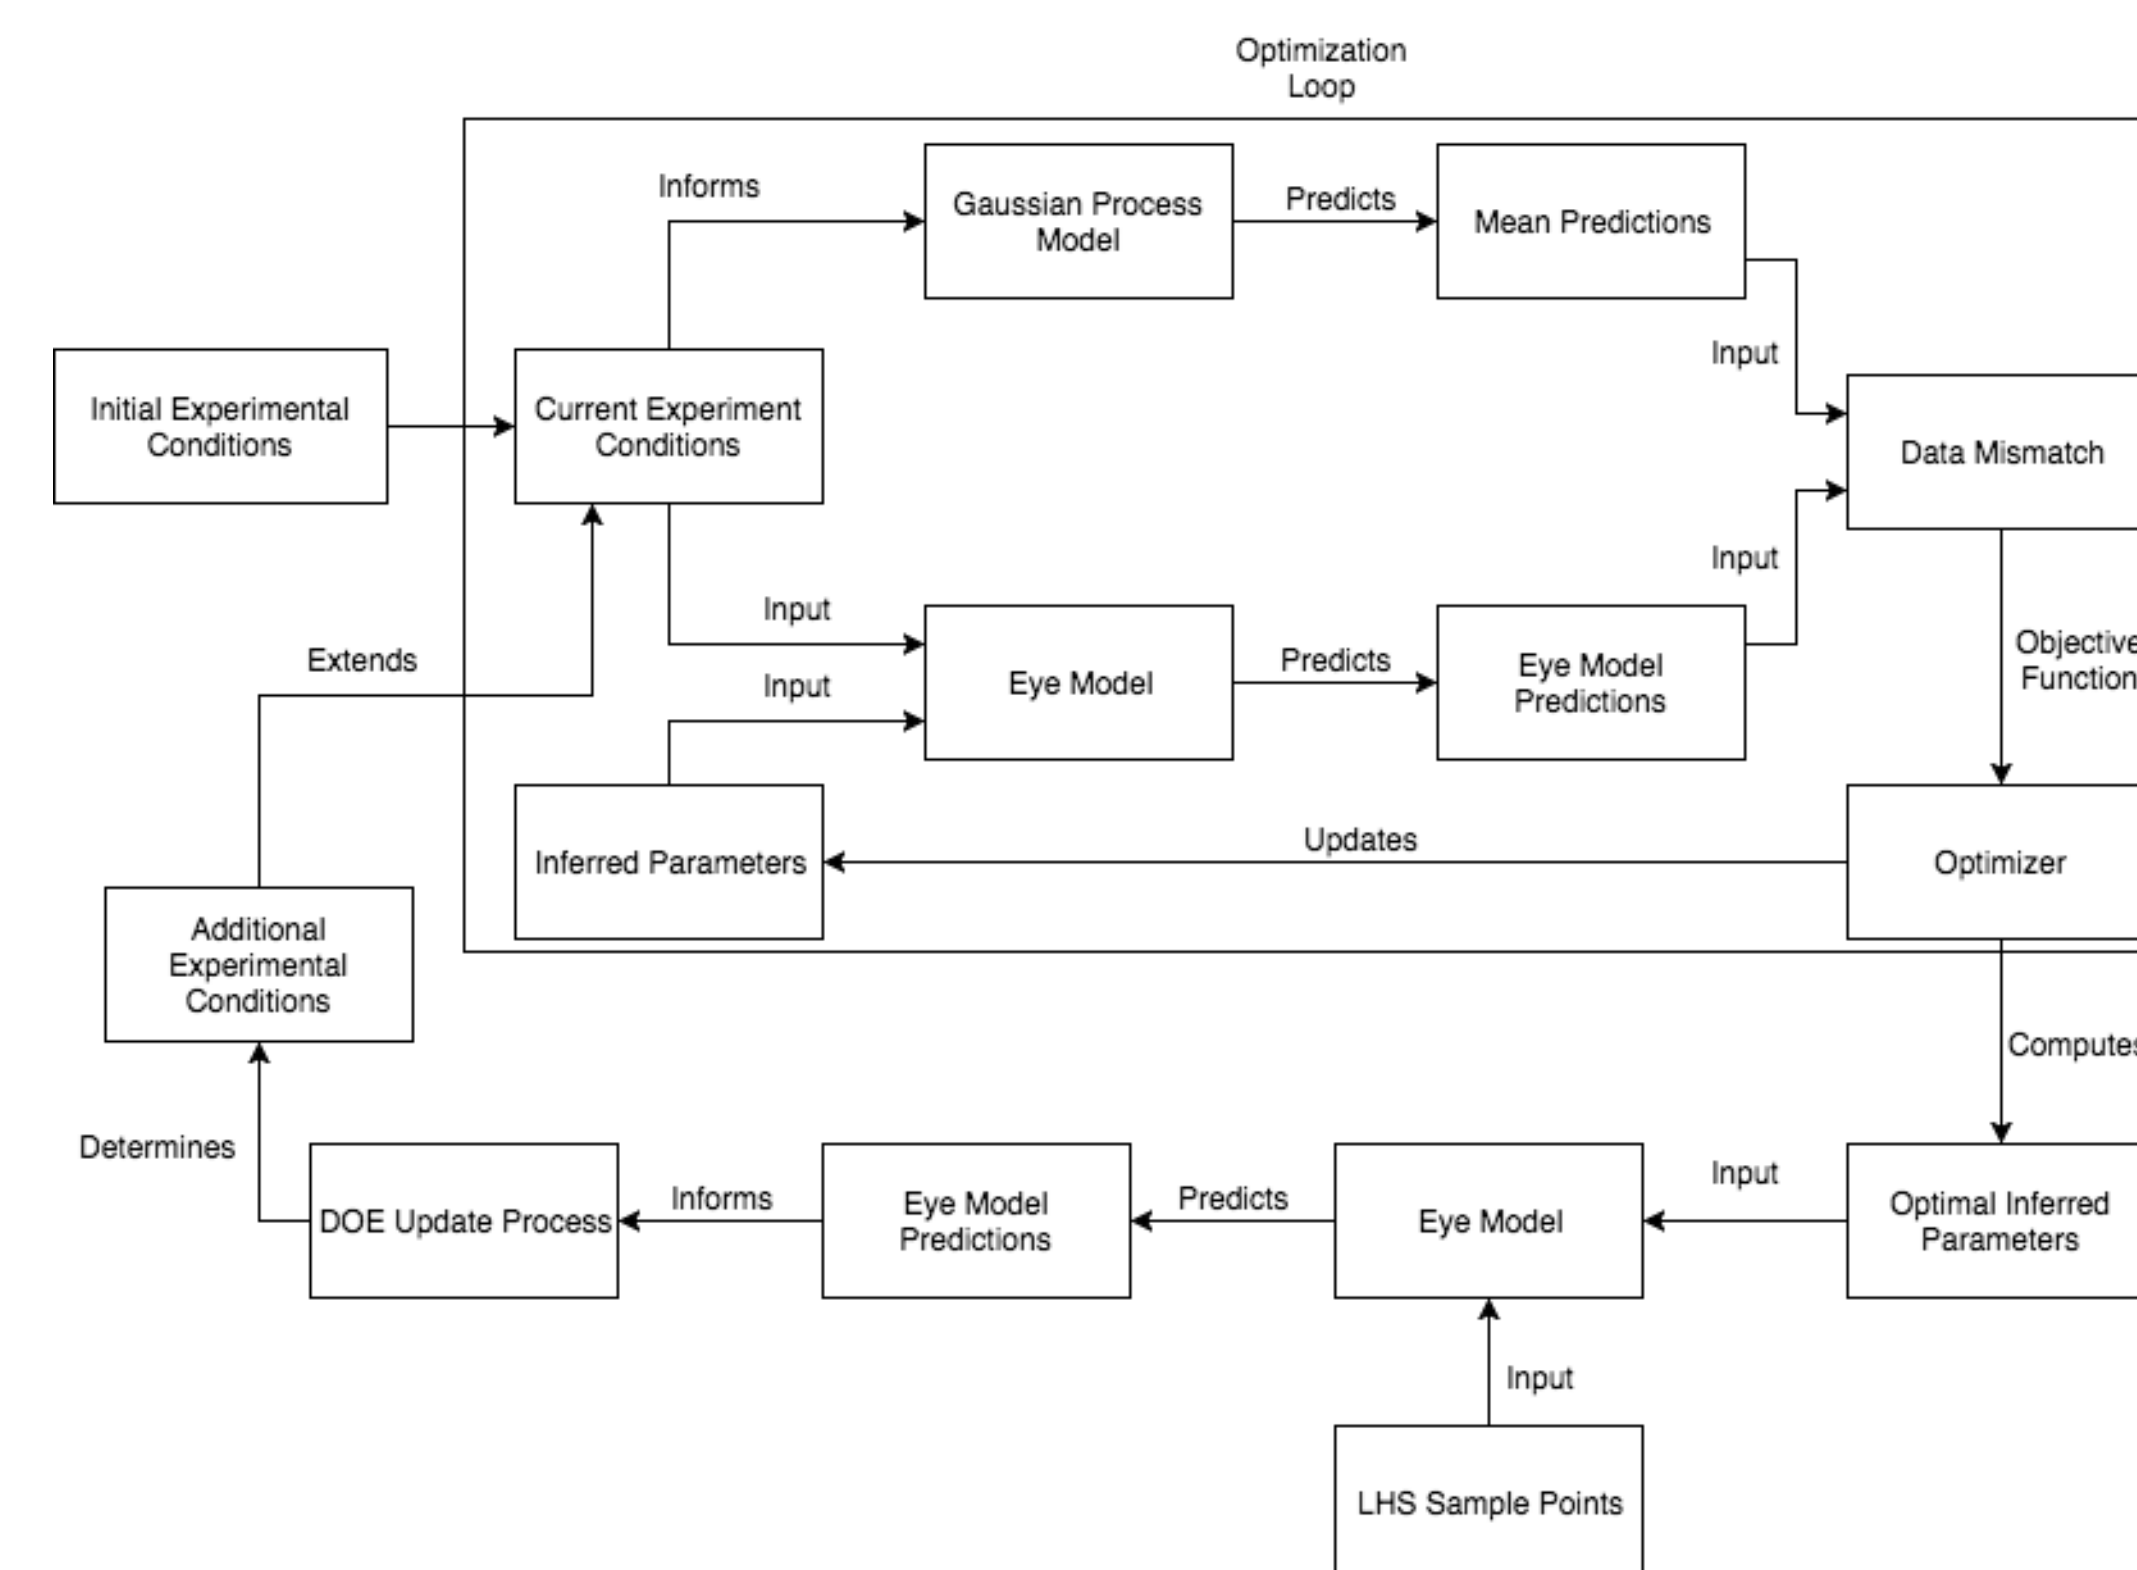 Optimization
Loop
Informs
Gaussian Process
Model
Predicts
Mean Predictions
Input
Initial Experimental
Conditions
Current Experiment
Conditions
Data Mismatch
Input
Input
Extends
Input
Eye Model
Predicts
Eye Model
Predictions
Objective
Function
Inferred Parameters
Updates
Optimizer
Additional
Experimental
Conditions
Computes
Determines
DOE Update Process
Informs
Eye Model
Predictions
Predicts
Eye Model
Input
Optimal Inferred
Parameters
Input
LHS Sample Points